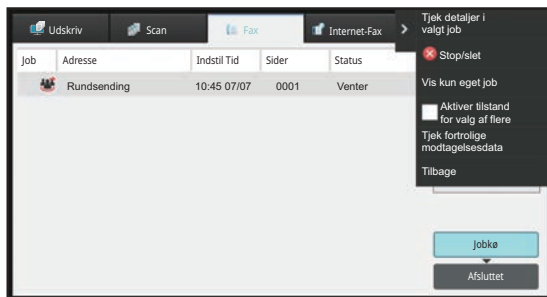 Udskriv
Scan
Fax
Internet-Fax
Job Adresse Indstil Tid Sider Status
Rundsending 10:45 07/07 0001 Venter
Tjek detaljer i
valgt job
Stop/slet
Vis kun eget job
Aktiver tilstand
for valg af flere
Tjek fortrolige
modtagelsesdata
Tilbage
Jobkø
Afsluttet